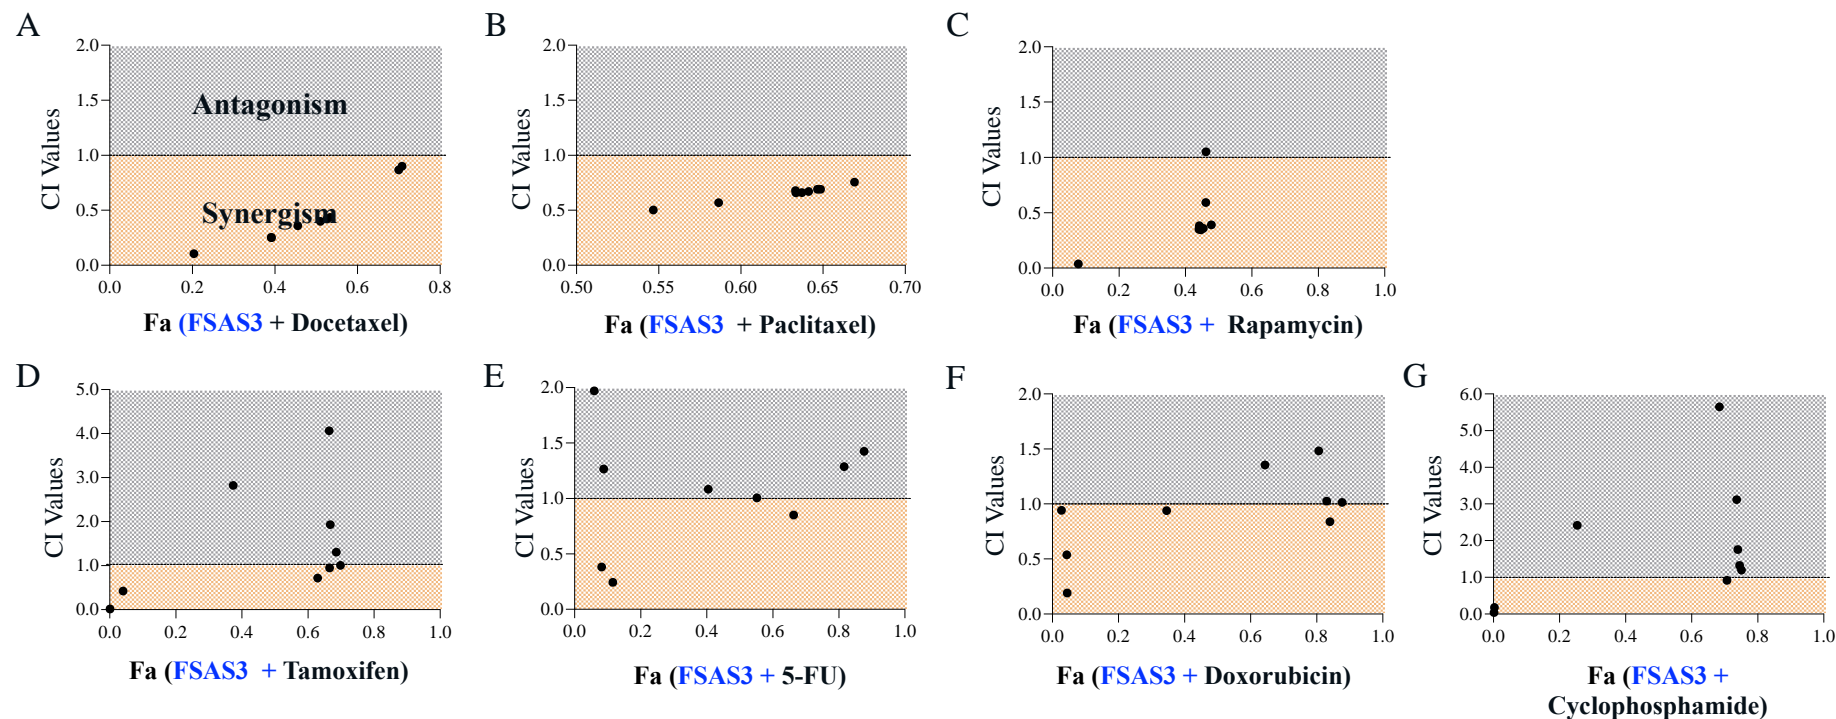 A
B
C
2.0
1.5
1.0
0.5
0.0
CI Values
Antagonism
Synergism
0.0 0.2 0.4 0.6 0.8
Fa (FSAS3 + Docetaxel)
2.0
1.5
1.0
0.5
0.0
CI Values
0.50 0.55 0.60 0.65 0.70
Fa (FSAS3 + Paclitaxel)
2.0
1.5
1.0
0.5
0.0
CI Values
0.0 0.2 0.4 0.6 0.8 1.0
Fa (FSAS3 + Rapamycin)
D
E
F
G
5.0
4.0
3.0
2.0
1.0
0.0
CI Values
0.0 0.2 0.4 0.6 0.8 1.0
Fa (FSAS3 + Tamoxifen)
2.0
1.5
1.0
0.5
0.0
CI Values
0.0 0.2 0.4 0.6 0.8 1.0
Fa (FSAS3 + 5-FU)
2.0
1.5
1.0
0.5
0.0
CI Values
0.0 0.2 0.4 0.6 0.8 1.0
Fa (FSAS3 + Doxorubicin)
6.0
5.0
4.0
3.0
2.0
1.0
0.0
CI Values
0.0 0.2 0.4 0.6 0.8 1.0
Fa (FSAS3 +
Cyclophosphamide)